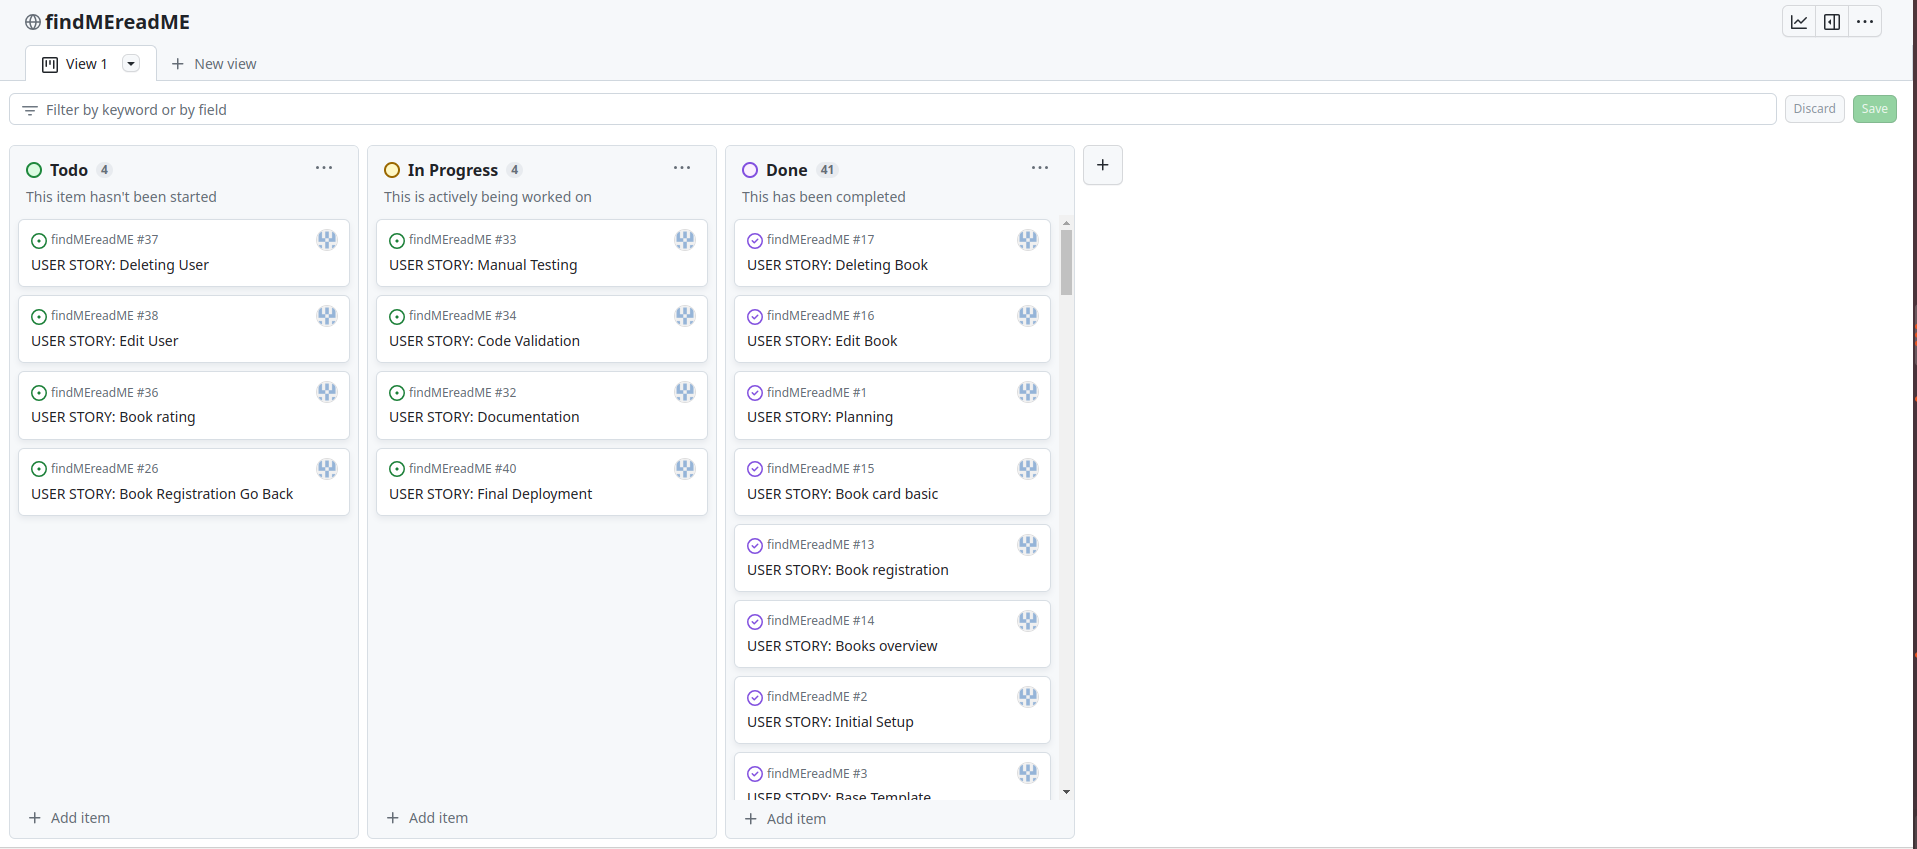 findMEreadME
View 1
New view
Filter by keyword or by field
Discard
Save
Todo 4
This item hasn't been started
findMEreadME #37
USER STORY: Deleting User
findMEreadME #38
USER STORY: Edit User
findMEreadME #36
USER STORY: Book rating
findMEreadME #26
USER STORY: Book Registration Go Back
Add item
In Progress 4
This is actively being worked on
findMEreadME #33
USER STORY: Manual Testing
findMEreadME #34
USER STORY: Code Validation
findMEreadME #32
USER STORY: Documentation
findMEreadME #40
USER STORY: Final Deployment
Add item
Done 41
This has been completed
findMEreadME #17
USER STORY: Deleting Book
findMEreadME #16
USER STORY: Edit Book
findMEreadME #1
USER STORY: Planning
findMEreadME #15
USER STORY: Book card basic
findMEreadME #13
USER STORY: Book registration
findMEreadME #14
USER STORY: Books overview
findMEreadME #2
USER STORY: Initial Setup
findMEreadME #3
USER STORY: Base Template
Add item